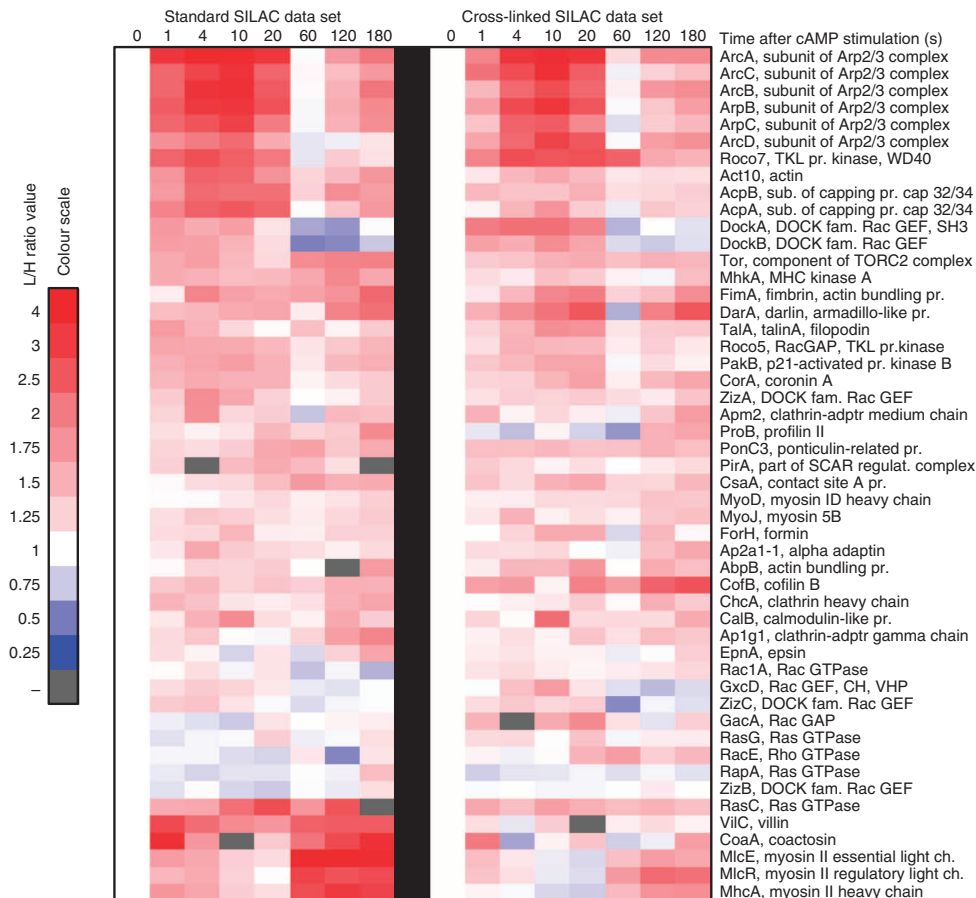 Standard SILAC data set
Cross-linked SILAC data set
0 1 4 10 20 60 120 180 0 1 4 10 20 60 120 180 Time after cAMP stimulation (s)
ArcA, subunit of Arp2/3 complex
ArcC, subunit of Arp2/3 complex
ArcB, subunit of Arp2/3 complex
ArpB, subunit of Arp2/3 complex
ArpC, subunit of Arp2/3 complex
ArcD, subunit of Arp2/3 complex
Roco7, TKL pr. kinase, WD40
Act10, actin
AcpB, sub. of capping pr. cap 32/34
AcpA, sub. of capping pr. cap 32/34
DockA, DOCK fam. Rac GEF, SH3
DockB, DOCK fam. Rac GEF
Tor, component of TORC2 complex
MhkA, MHC kinase A
FimA, fimbrin, actin bundling pr.
DarA, darlin, armadillo-like pr.
TalA, talinA, filopodin
Roco5, RacGAP, TKL pr.kinase
PakB, p21-activated pr. kinase B
CorA, coronin A
ZizA, DOCK fam. Rac GEF
Apm2, clathrin-adptr medium chain
ProB, profilin II
PonC3, ponticulin-related pr.
PirA, part of SCAR regulat. complex
CsaA, contact site A pr.
MyoD, myosin ID heavy chain
MyoJ, myosin 5B
ForH, formin
Ap2a1-1, alpha adaptin
AbpB, actin bundling pr.
CofB, cofilin B
ChcA, clathrin heavy chain
CalB, calmodulin-like pr.
Ap1g1, clathrin-adptr gamma chain
EpnA, epsin
Rac1A, Rac GTPase
GxcD, Rac GEF, CH, VHP
ZizC, DOCK fam. Rac GEF
GacA, Rac GAP
RasG, Ras GTPase
RacE, Rho GTPase
RapA, Ras GTPase
ZizB, DOCK fam. Rac GEF
RasC, Ras GTPase
VilC, villin
CoaA, coactosin
MlcE, myosin II essential light ch.
MlcR, myosin II regulatory light ch.
MhcA, myosin II heavy chain
L/H ratio value
Colour scale
4
3
2.5
2
1.75
1.5
1.25
1
0.75
0.5
0.25
–